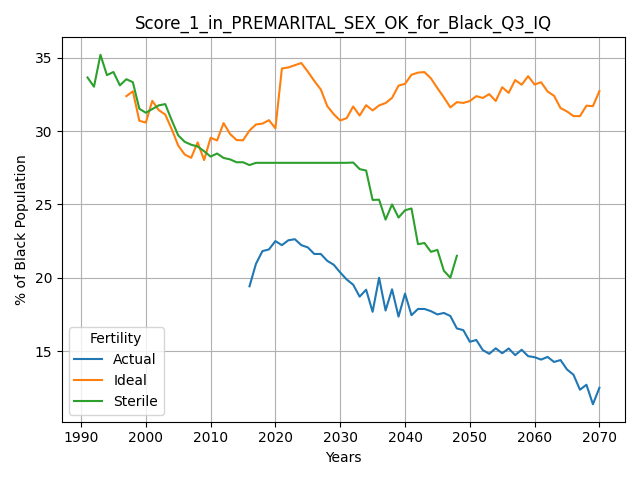 Score_1_in_PREMARITAL_SEX_OK_for_Black_Q3_IQ
% of Black Population
35
30
25
20
15
Fertility
Actual
Ideal
Sterile
1990 2000 2010 2020 2030 2040 2050 2060 2070
Years